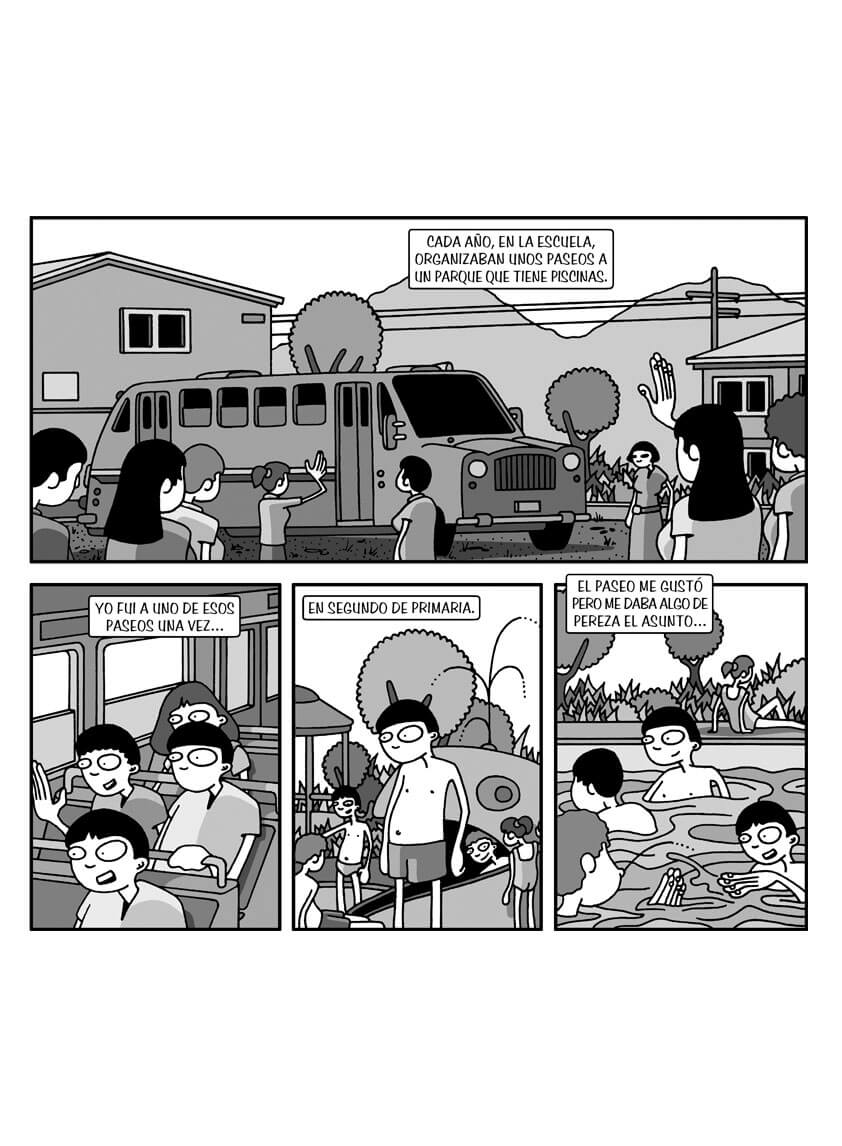 CADA AÑO, EN LA ESCUELA,
ORGANIZABAN UNOS PASEOS A
UN PARQUE QUE TIENE PISCINAS.
YO FUI A UNO DE ESOS
PASEOS UNA VEZ...
EN SEGUNDO DE PRIMARIA.
EL PASEO ME GUSTÓ
PERO ME DABA ALGO DE
PEREZA EL ASUNTO...